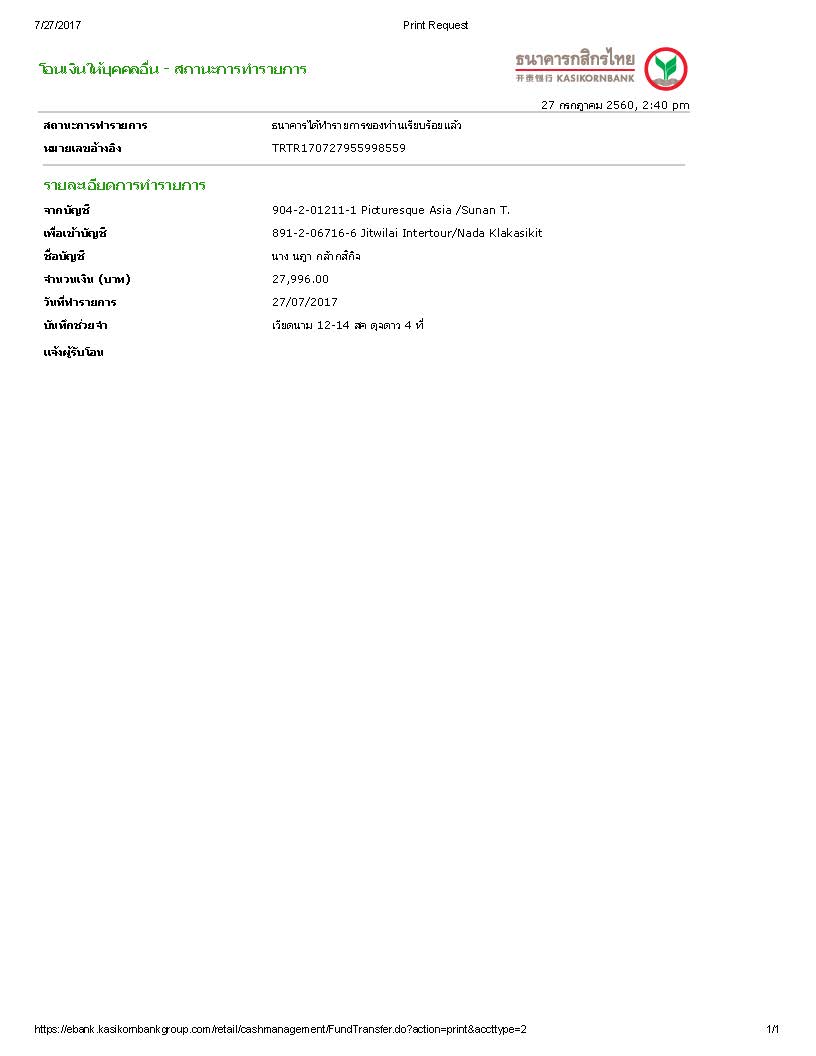 7/27/2017 Print Request
โอนเงินให้บุคคลอื่น - สถานะการทำรายการ
ธนาคารกสิกรไทย
开泰银行 KASIKORNBANK
27 กรกฎาคม 2560, 2:40 pm
สถานะการทำรายการ ธนาคารได้ทำรายการของท่านเรียบร้อยแล้ว
หมายเลขอ้างอิง TRTR170727955998559
รายละเอียดการทำรายการ
จากบัญชี 904-2-01211-1 Picturesque Asia /Sunan T.
เพื่อเข้าบัญชี 891-2-06716-6 Jitwilai Intertour/Nada Klakasikit
ชื่อบัญชี นาง นฎา กล้ากสิกิจ
จำนวนเงิน (บาท) 27,996.00
วันที่ทำรายการ 27/07/2017
บันทึกช่วยจำ เวียดนาม 12-14 สค ดุจดาว 4 ที่
แจ้งผู้รับโอน
https://ebank.kasikornbankgroup.com/retail/cashmanagement/FundTransfer.do?action=print&accttype=2 1/1